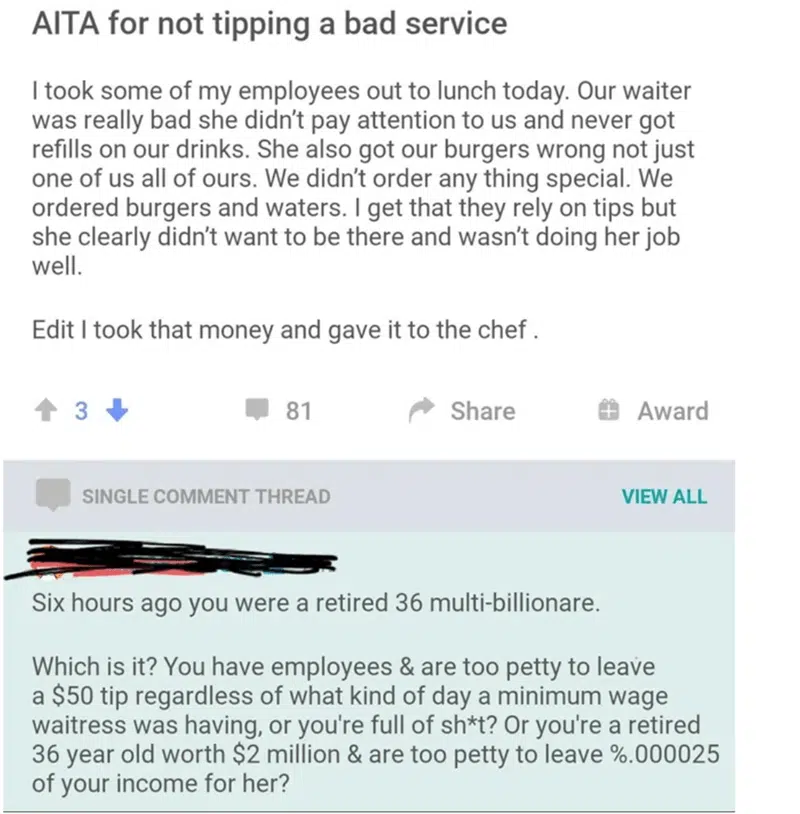 AITA for not tipping a bad service
I took some of my employees out to lunch today. Our waiter
was really bad she didn't pay attention to us and never got
refills on our drinks. She also got our burgers wrong not just
one of us all of ours. We didn't order any thing special. We
ordered burgers and waters. I get that they rely on tips but
she clearly didn't want to be there and wasn't doing her job
well.
Edit I took that money and gave it to the chef .
3 81 Share Award
SINGLE COMMENT THREAD VIEW ALL
Six hours ago you were a retired 36 multi-billionare.
Which is it? You have employees & are too petty to leave
a $50 tip regardless of what kind of day a minimum wage
waitress was having, or you're full of sh*t? Or you're a retired
36 year old worth $2 million & are too petty to leave %.000025
of your income for her?